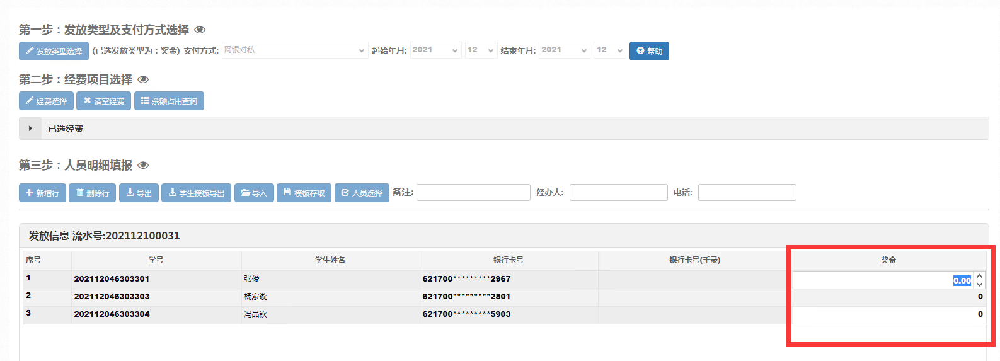 第一步：发放类型及支付方式选择
发放类型选择 (已选发放类型为：奖金) 支付方式: 网银对私 起始年月: 2021 12 结束年月: 2021 12 帮助
第二步：经费项目选择
经费选择 清空经费 余额占用查询
已选经费
第三步：人员明细填报
新增行 删除行 导出 学生模板导出 导入 模板存取 人员选择 备注: 经办人: 电话:
发放信息 流水号:202112100031
序号 学号 学生姓名 银行卡号 银行卡号(手录) 奖金
1 202112046303301 张俊 621700*********2967 0.00
2 202112046303303 杨家镟 621700*********2801 0
3 202112046303304 冯品钦 621700*********5903 0